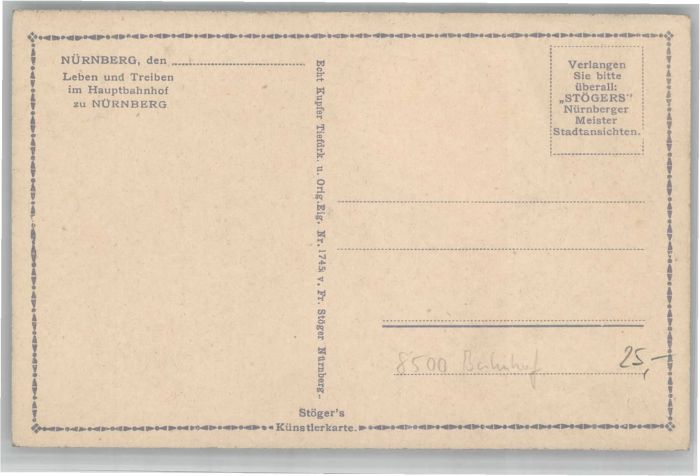 NÜRNBERG, den
Leben und Treiben
im Hauptbahnhof
zu NÜRNBERG
Echt Kupfer Tiefdrk. u. Orig.Eig. Nr. 1745 v. Fr. Stöger Nürnberg-
Verlangen
Sie bitte
überall:
„STÖGERS"
Nürnberger
Meister
Stadtansichten.
8500 Bahnhof
25,-
Stöger's
Künstlerkarte.